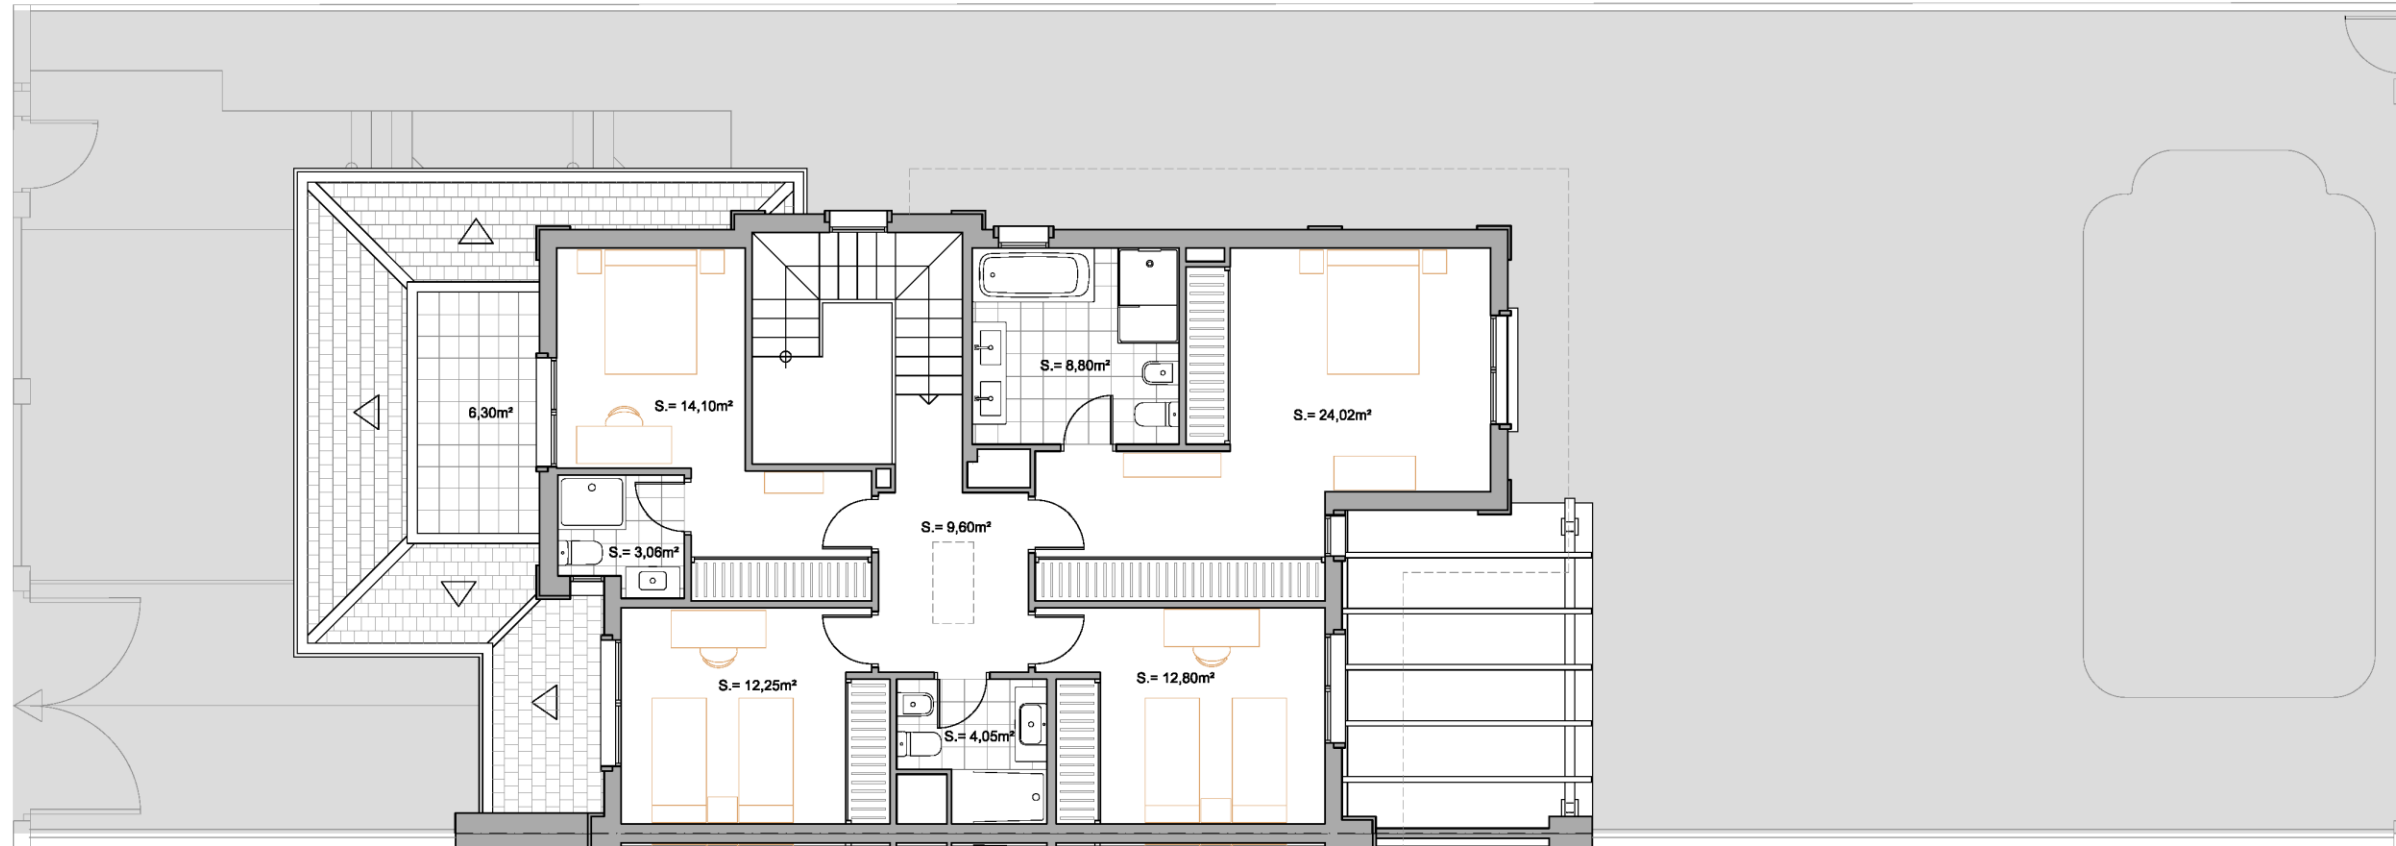 S.= 8,80m²
S.= 14,10m²
6,30m²
S.= 24,02m²
S.= 9,60m²
S.= 3,06m²
S.= 12,25m²
S.= 12,80m²
S.= 4,05m²